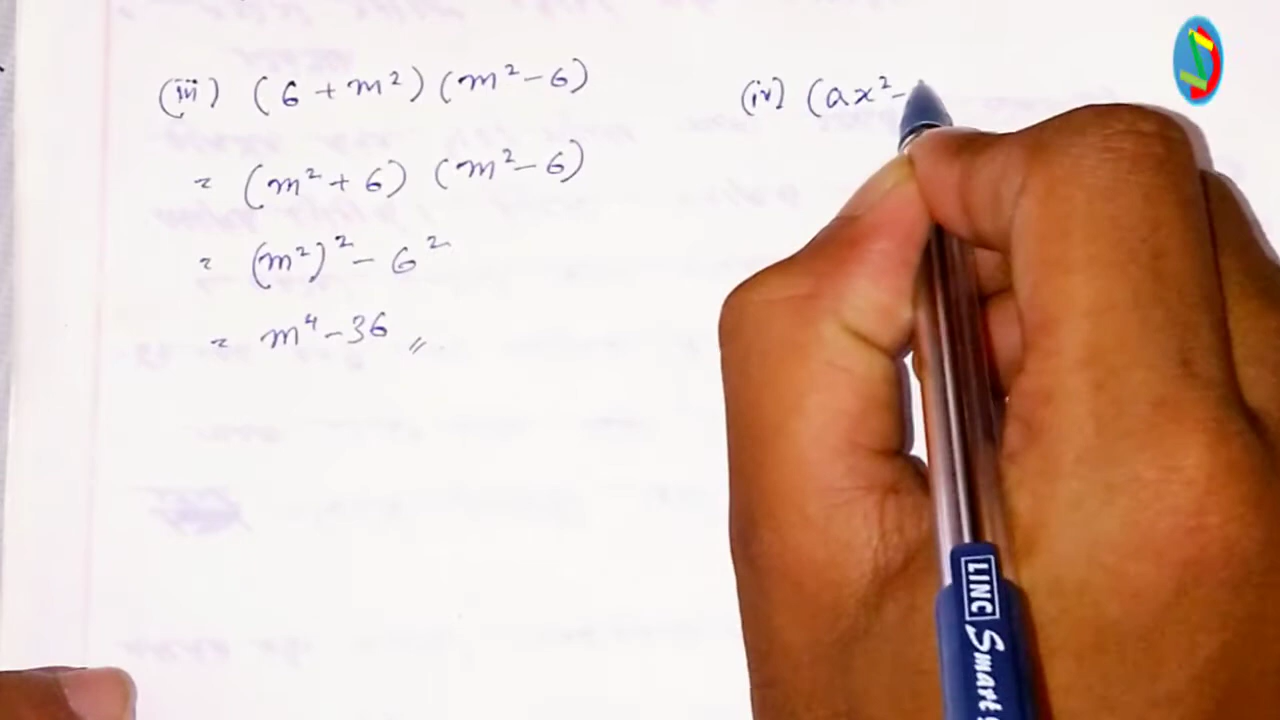 (iii) (6 + m²) (m² - 6)
= (m² + 6) (m² - 6)
= (m²)² - 6²
= m⁴ - 36 //
(iv) (ax² -
LINC Smart